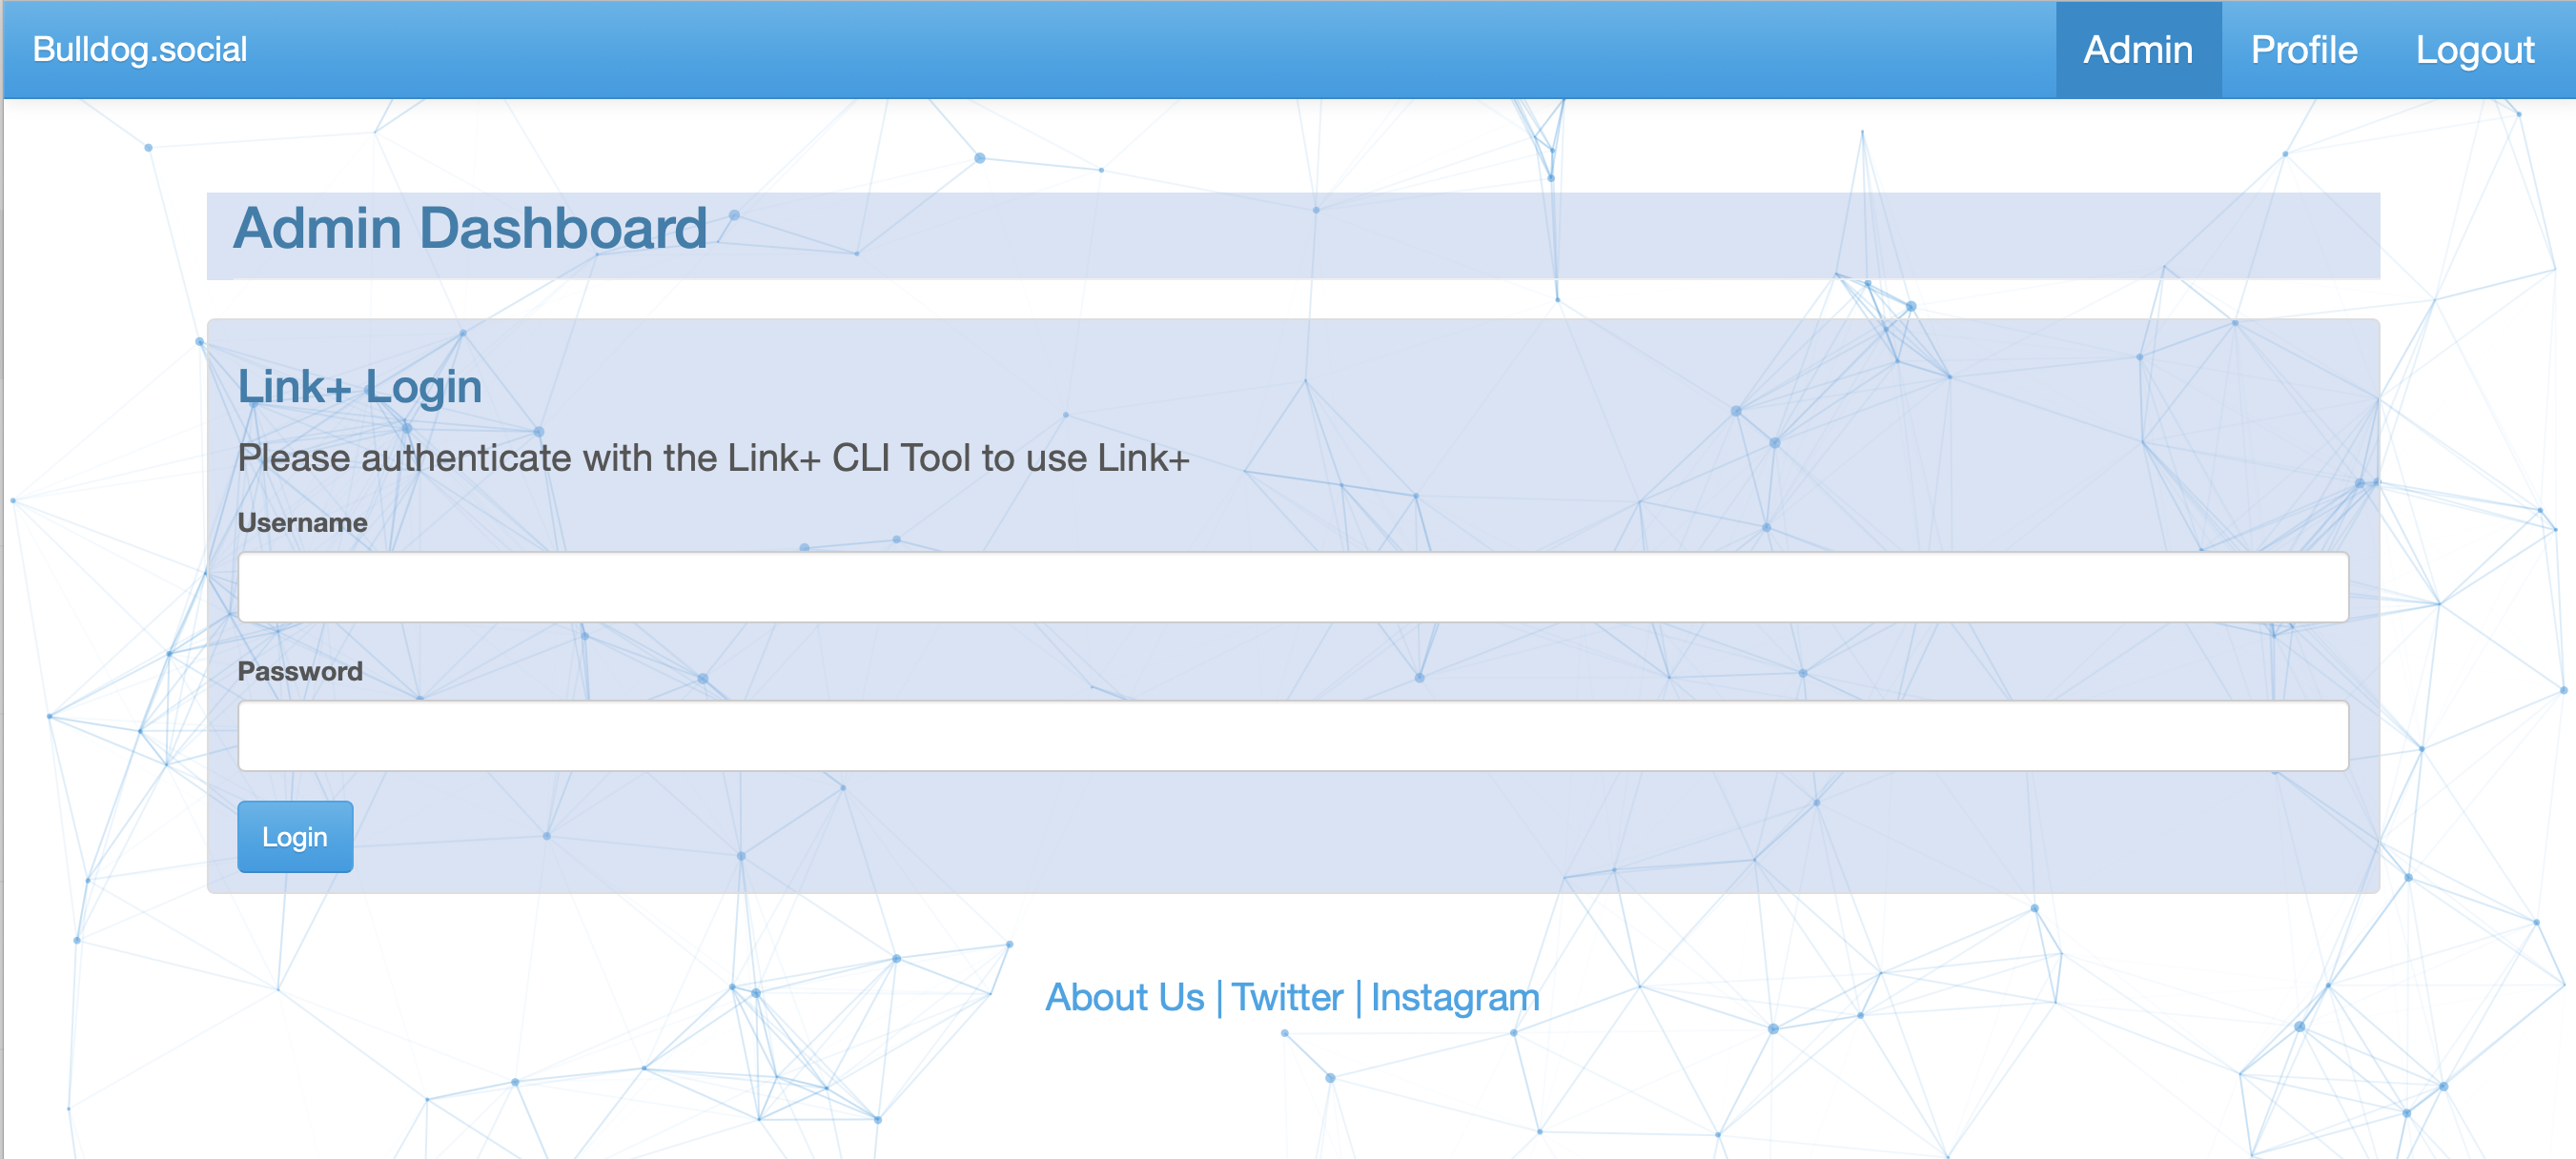 Bulldog.social
Admin Profile Logout
Admin Dashboard
Link+ Login
Please authenticate with the Link+ CLI Tool to use Link+
Username
Password
Login
About Us | Twitter | Instagram